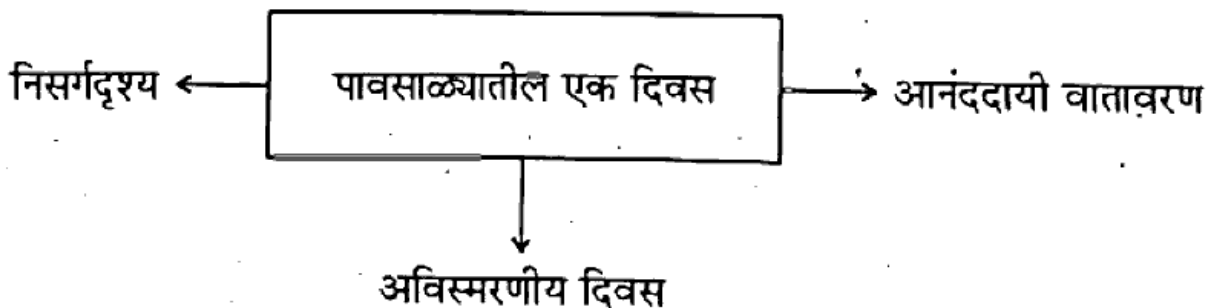 पावसाळ्यातील एक दिवस
निसर्गदृश्य
आनंददायी वातावरण
अविस्मरणीय दिवस